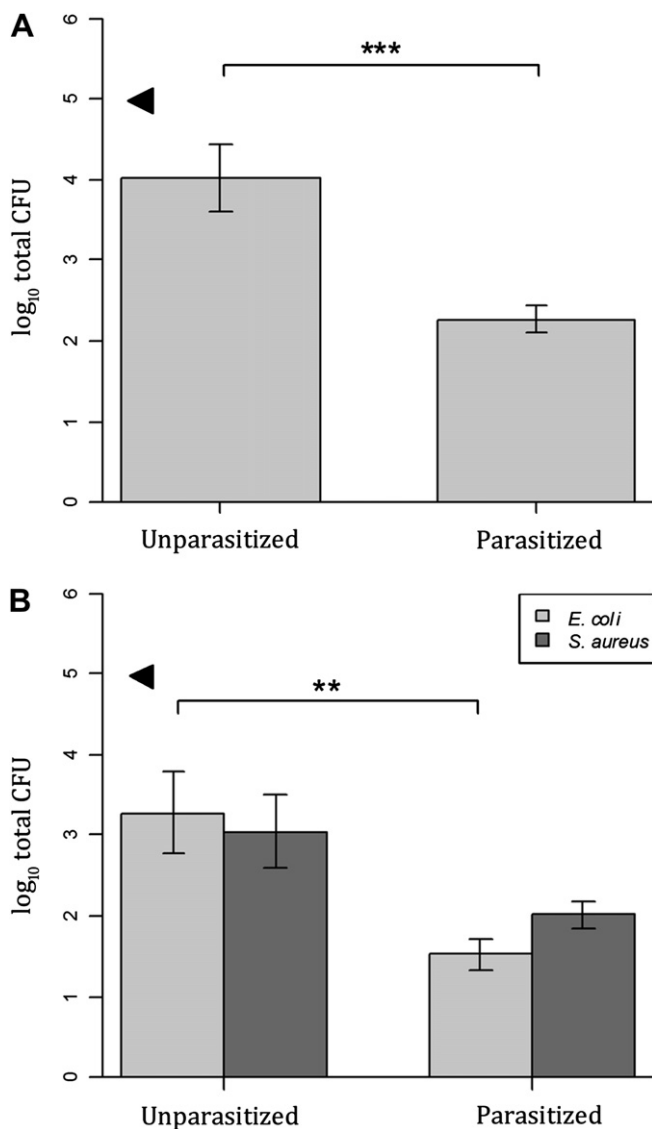 A
***
log₁₀ total CFU
6
5
4
3
2
1
0
Unparasitized Parasitized
B
E. coli
S. aureus
**
log₁₀ total CFU
6
5
4
3
2
1
0
Unparasitized Parasitized